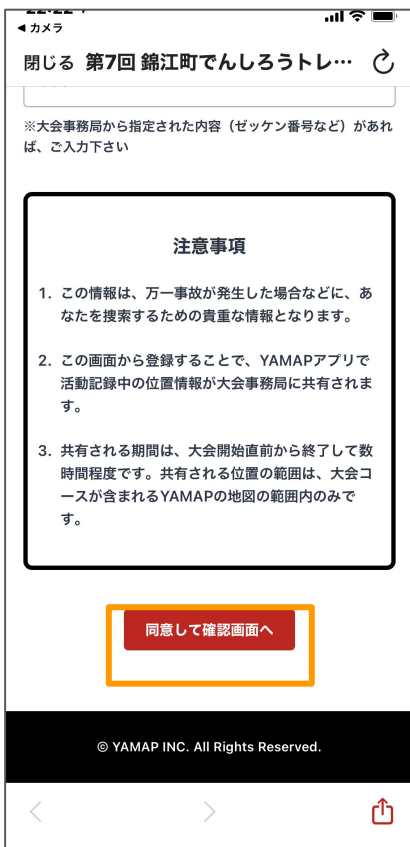 カメラ
閉じる 第7回 錦江町でんしろうトレ…
※大会事務局から指定された内容（ゼッケン番号など）があれ
ば、ご入力下さい
注意事項
1. この情報は、万一事故が発生した場合などに、あ
なたを捜索するための貴重な情報となります。
2. この画面から登録することで、YAMAPアプリで
活動記録中の位置情報が大会事務局に共有されま
す。
3. 共有される期間は、大会開始直前から終了して数
時間程度です。共有される位置の範囲は、大会コ
ースが含まれるYAMAPの地図の範囲内のみで
す。
同意して確認画面へ
© YAMAP INC. All Rights Reserved.